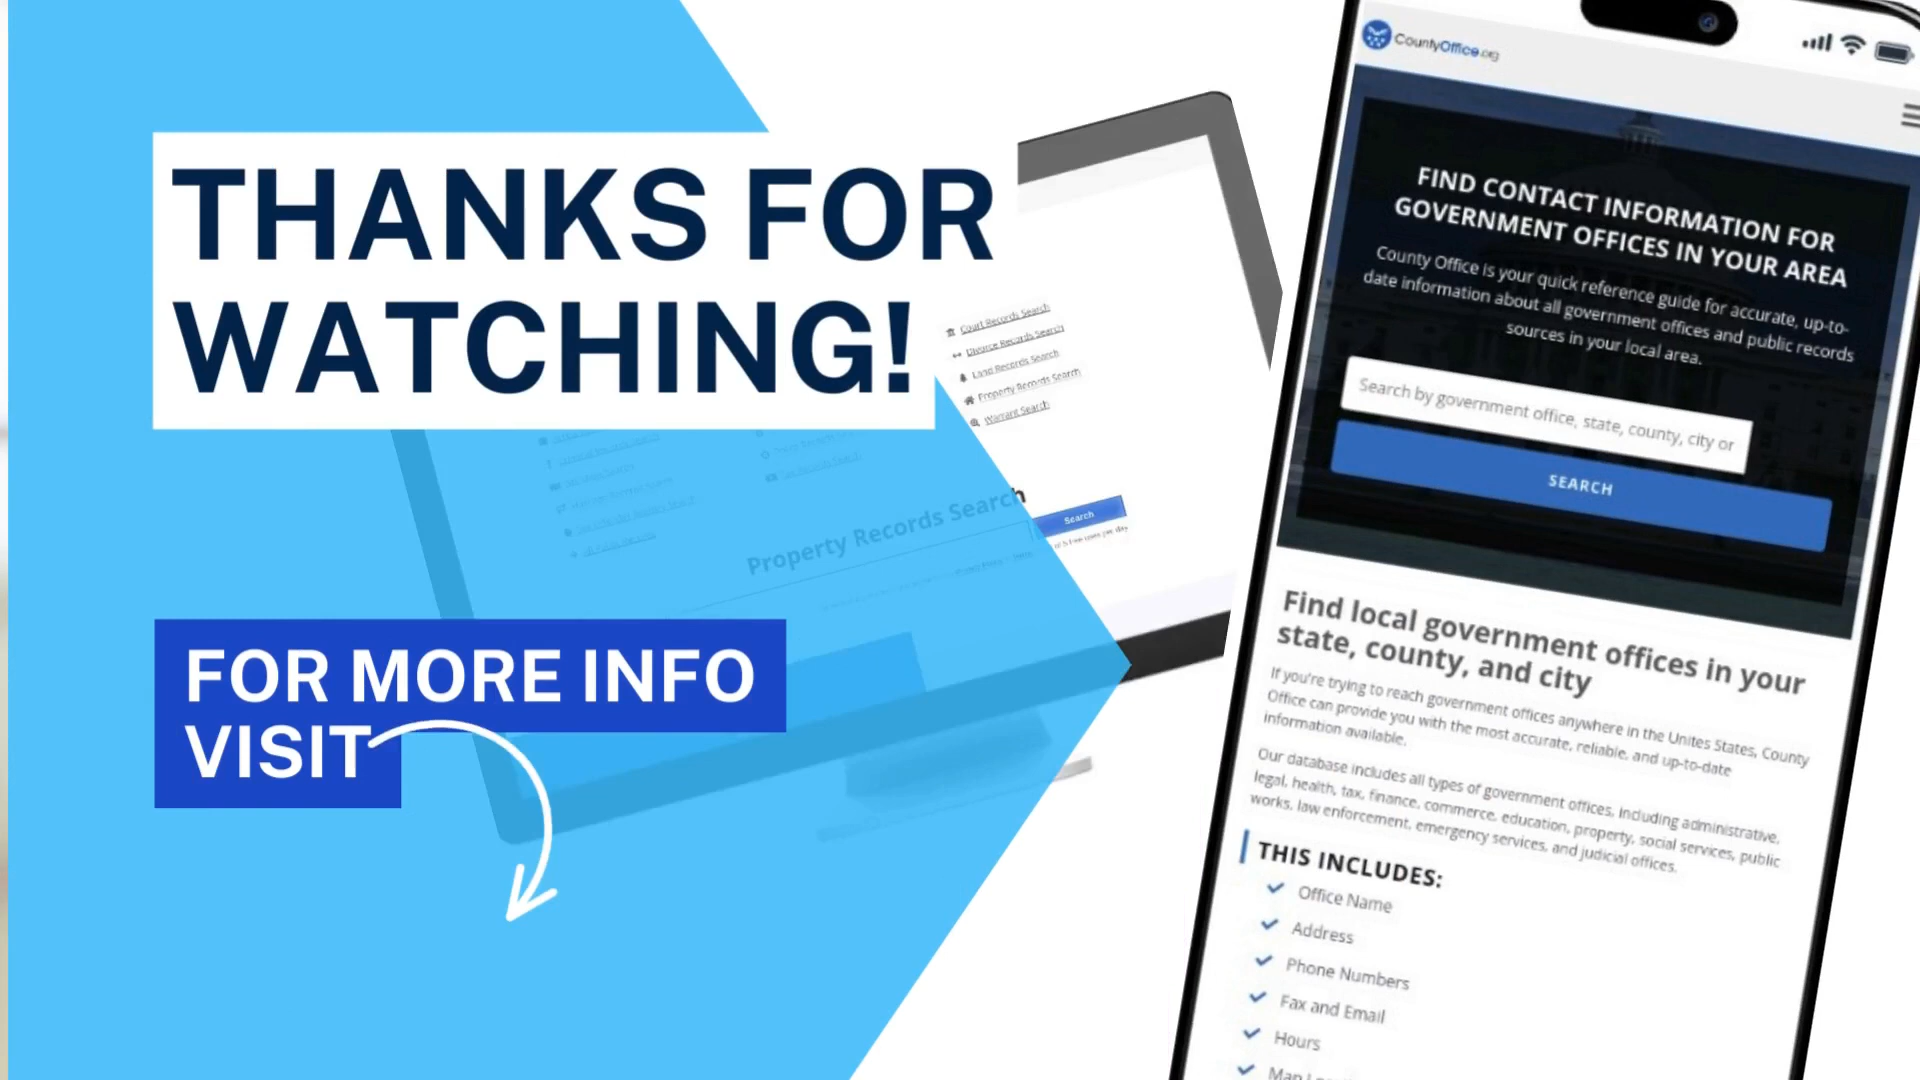 THANKS FOR
WATCHING!
FOR MORE INFO
VISIT
Court Records Search
Divorce Records Search
Land Records Search
Property Records Search
Warrant Search
Property Records Search
Search
CountyOffice.org
FIND CONTACT INFORMATION FOR
GOVERNMENT OFFICES IN YOUR AREA
County Office is your quick reference guide for accurate, up-to-
date information about all government offices and public records
sources in your local area.
Search by government office, state, county, city or
SEARCH
Find local government offices in your
state, county, and city
If you're trying to reach government offices anywhere in the Unites States, County
Office can provide you with the most accurate, reliable, and up-to-date
information available.
Our database includes all types of government offices, including administrative,
legal, health, tax, finance, commerce, education, property, social services, public
works, law enforcement, emergency services, and judicial offices.
THIS INCLUDES:
Office Name
Address
Phone Numbers
Fax and Email
Hours
Map